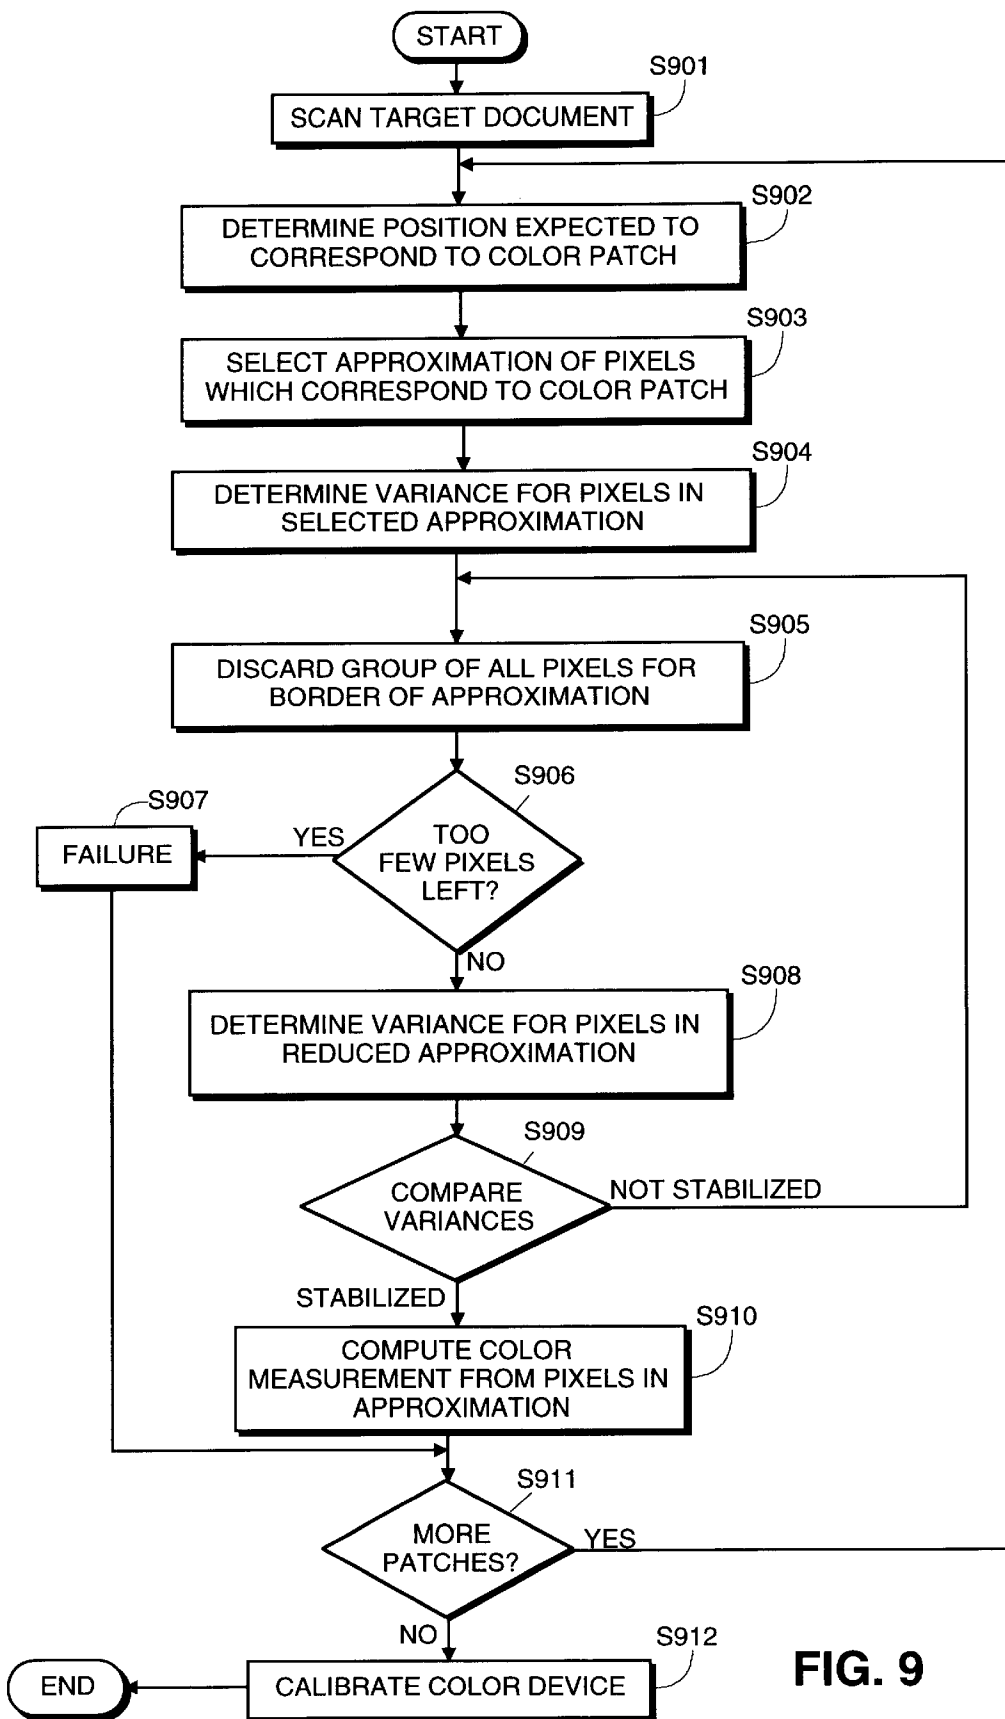 START
S901
SCAN TARGET DOCUMENT
S902
DETERMINE POSITION EXPECTED TO
CORRESPOND TO COLOR PATCH
S903
SELECT APPROXIMATION OF PIXELS
WHICH CORRESPOND TO COLOR PATCH
S904
DETERMINE VARIANCE FOR PIXELS IN
SELECTED APPROXIMATION
S905
DISCARD GROUP OF ALL PIXELS FOR
BORDER OF APPROXIMATION
S906
S907
YES
TOO
FEW PIXELS
LEFT?
FAILURE
NO
S908
DETERMINE VARIANCE FOR PIXELS IN
REDUCED APPROXIMATION
S909
COMPARE
VARIANCES
NOT STABILIZED
STABILIZED
S910
COMPUTE COLOR
MEASUREMENT FROM PIXELS IN
APPROXIMATION
S911
MORE
PATCHES?
YES
NO
S912
CALIBRATE COLOR DEVICE
END
FIG. 9